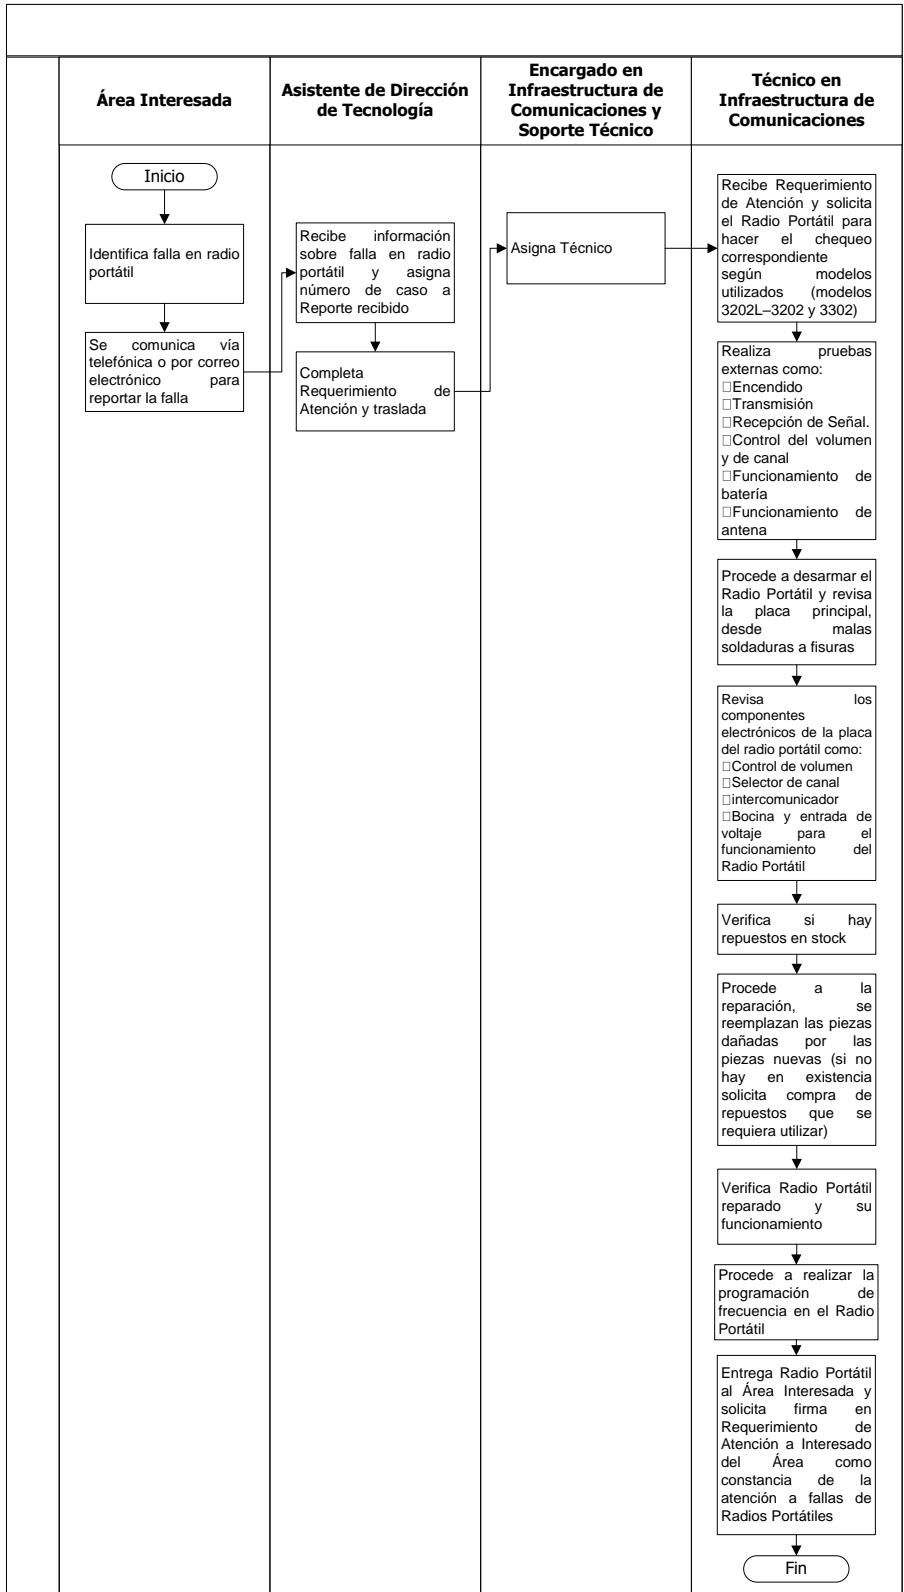 Área Interesada
Asistente de Dirección
de Tecnología
Encargado en
Infraestructura de
Comunicaciones y
Soporte Técnico
Técnico en
Infraestructura de
Comunicaciones
Inicio
Identifica falla en radio
portátil
Se comunica vía
telefónica o por correo
electrónico para
reportar la falla
Recibe información
sobre falla en radio
portátil y asigna
número de caso a
Reporte recibido
Completa
Requerimiento de
Atención y traslada
Asigna Técnico
Recibe Requerimiento
de Atención y solicita
el Radio Portátil para
hacer el chequeo
correspondiente
según modelos
utilizados (modelos
3202L–3202 y 3302)
Realiza pruebas
externas como:
Encendido
Transmisión
Recepción de Señal.
Control del volumen
y de canal
Funcionamiento de
batería
Funcionamiento de
antena
Procede a desarmar el
Radio Portátil y revisa
la placa principal,
desde malas
soldaduras a fisuras
Revisa los
componentes
electrónicos de la placa
del radio portátil como:
Control de volumen
Selector de canal
intercomunicador
Bocina y entrada de
voltaje para el
funcionamiento del
Radio Portátil
Verifica si hay
repuestos en stock
Procede a la
reparación, se
reemplazan las piezas
dañadas por las
piezas nuevas (si no
hay en existencia
solicita compra de
repuestos que se
requiera utilizar)
Verifica Radio Portátil
reparado y su
funcionamiento
Procede a realizar la
programación de
frecuencia en el Radio
Portátil
Entrega Radio Portátil
al Área Interesada y
solicita firma en
Requerimiento de
Atención a Interesado
del Área como
constancia de la
atención a fallas de
Radios Portátiles
Fin